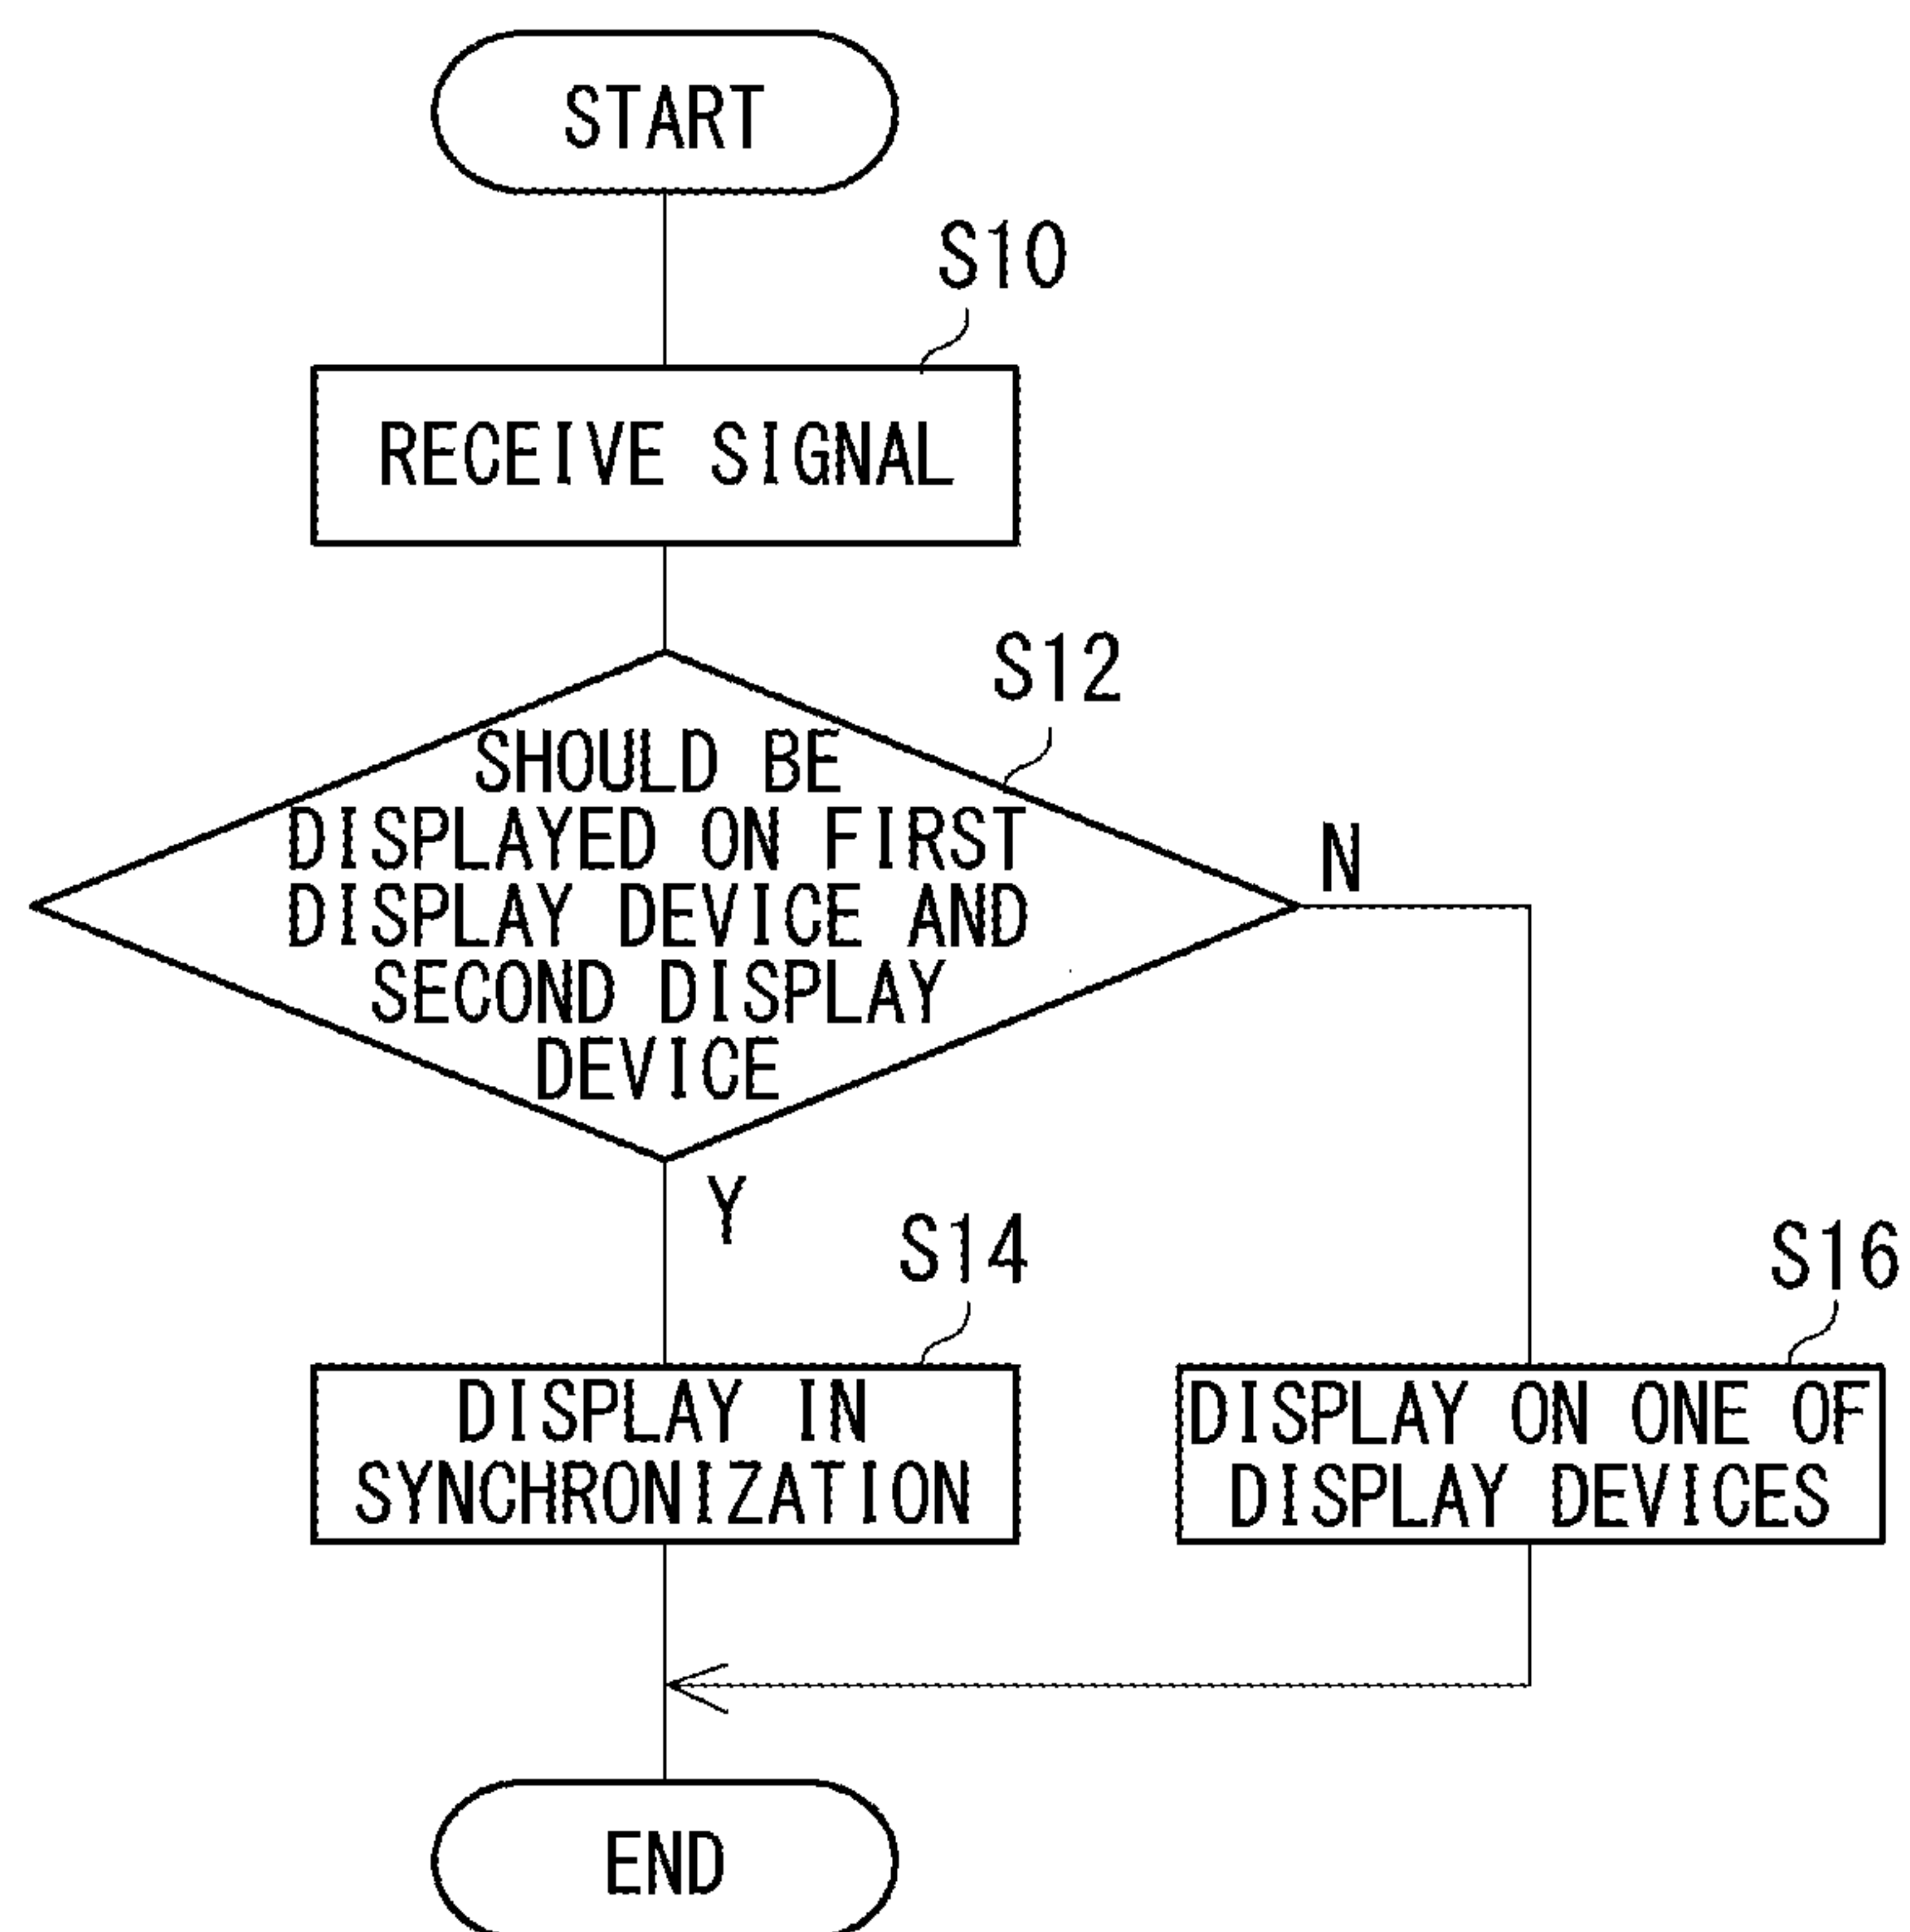 START
S10
RECEIVE SIGNAL
S12
SHOULD BE
DISPLAYED ON FIRST
DISPLAY DEVICE AND
SECOND DISPLAY
DEVICE
N
Y
S14
S16
DISPLAY IN
SYNCHRONIZATION
DISPLAY ON ONE OF
DISPLAY DEVICES
END